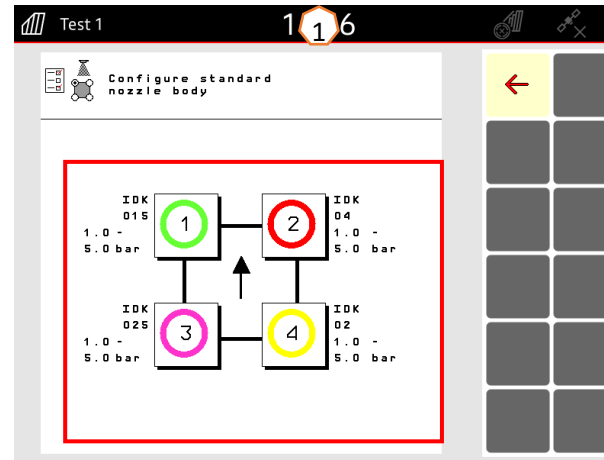 Test 1
1 6
1
Configure standard
nozzle body
IDK
015
1.0 -
5.0 bar
1
2
IDK
04
1.0 -
5.0 bar
IDK
025
1.0 -
5.0 bar
3
4
IDK
02
1.0 -
5.0 bar